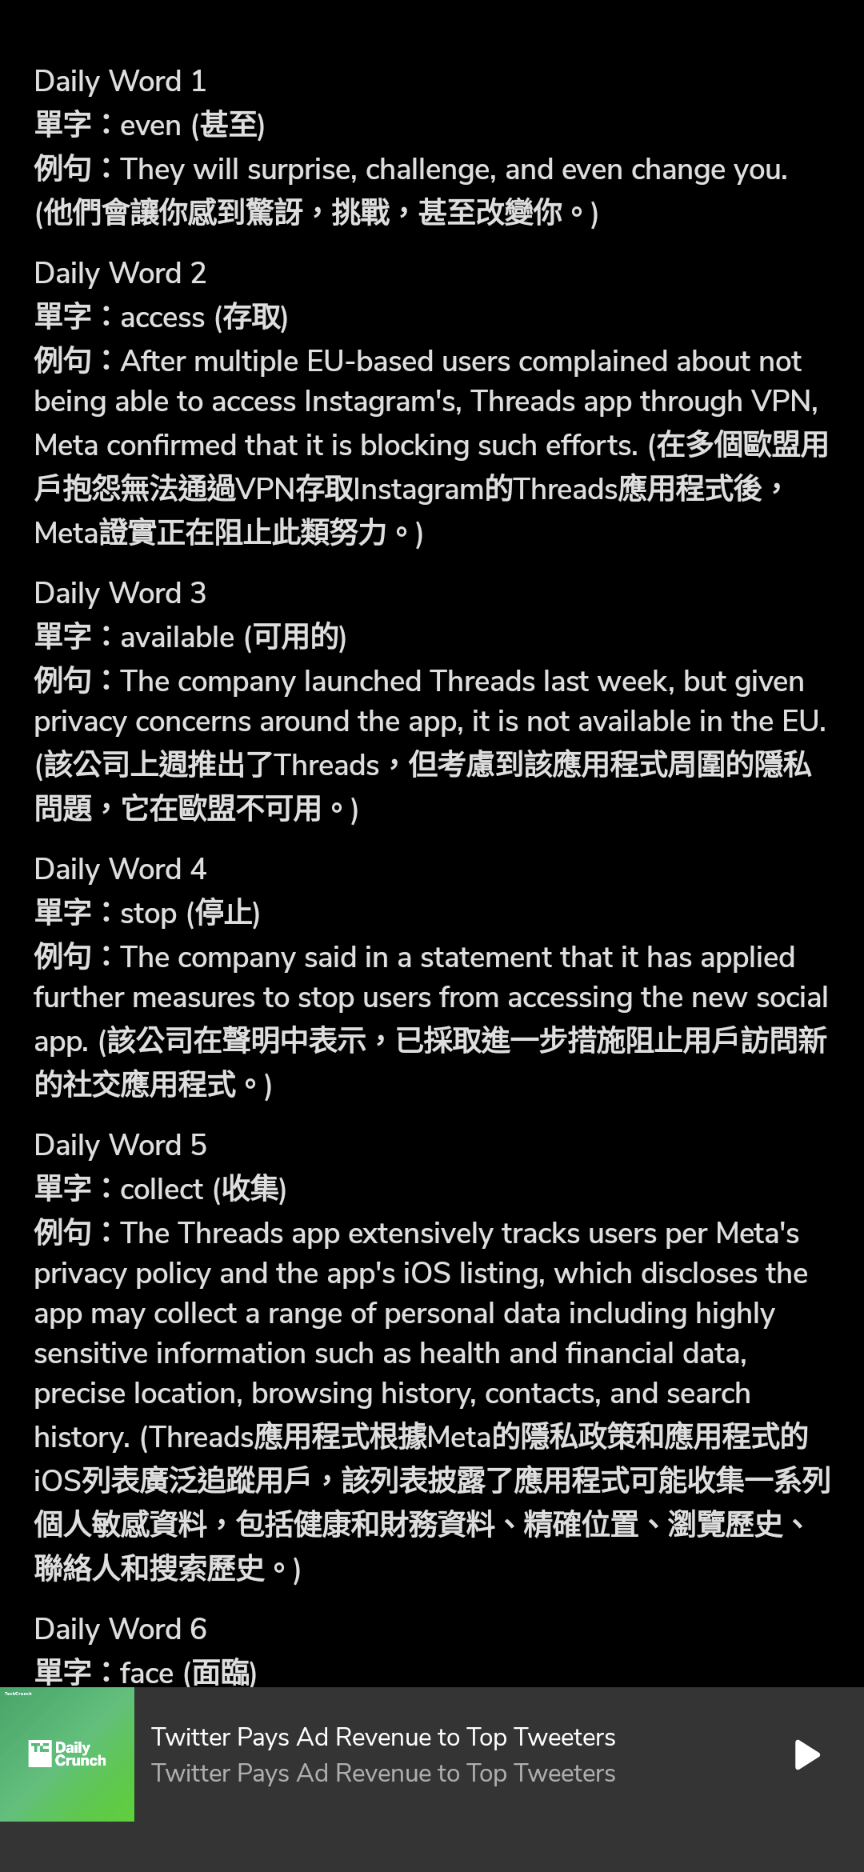 Daily Word 1
單字：even (甚至)
例句：They will surprise, challenge, and even change you.
(他們會讓你感到驚訝，挑戰，甚至改變你。)
Daily Word 2
單字：access (存取)
例句：After multiple EU-based users complained about not
being able to access Instagram's, Threads app through VPN,
Meta confirmed that it is blocking such efforts. (在多個歐盟用
戶抱怨無法通過VPN存取Instagram的Threads應用程式後，
Meta證實正在阻止此類努力。)
Daily Word 3
單字：available (可用的)
例句：The company launched Threads last week, but given
privacy concerns around the app, it is not available in the EU.
(該公司上週推出了Threads，但考慮到該應用程式周圍的隱私
問題，它在歐盟不可用。)
Daily Word 4
單字：stop (停止)
例句：The company said in a statement that it has applied
further measures to stop users from accessing the new social
app. (該公司在聲明中表示，已採取進一步措施阻止用戶訪問新
的社交應用程式。)
Daily Word 5
單字：collect (收集)
例句：The Threads app extensively tracks users per Meta's
privacy policy and the app's iOS listing, which discloses the
app may collect a range of personal data including highly
sensitive information such as health and financial data,
precise location, browsing history, contacts, and search
history. (Threads應用程式根據Meta的隱私政策和應用程式的
iOS列表廣泛追蹤用戶，該列表披露了應用程式可能收集一系列
個人敏感資料，包括健康和財務資料、精確位置、瀏覽歷史、
聯絡人和搜索歷史。)
Daily Word 6
單字：face (面臨)
TechCrunch
TC Daily
Crunch
Twitter Pays Ad Revenue to Top Tweeters
Twitter Pays Ad Revenue to Top Tweeters